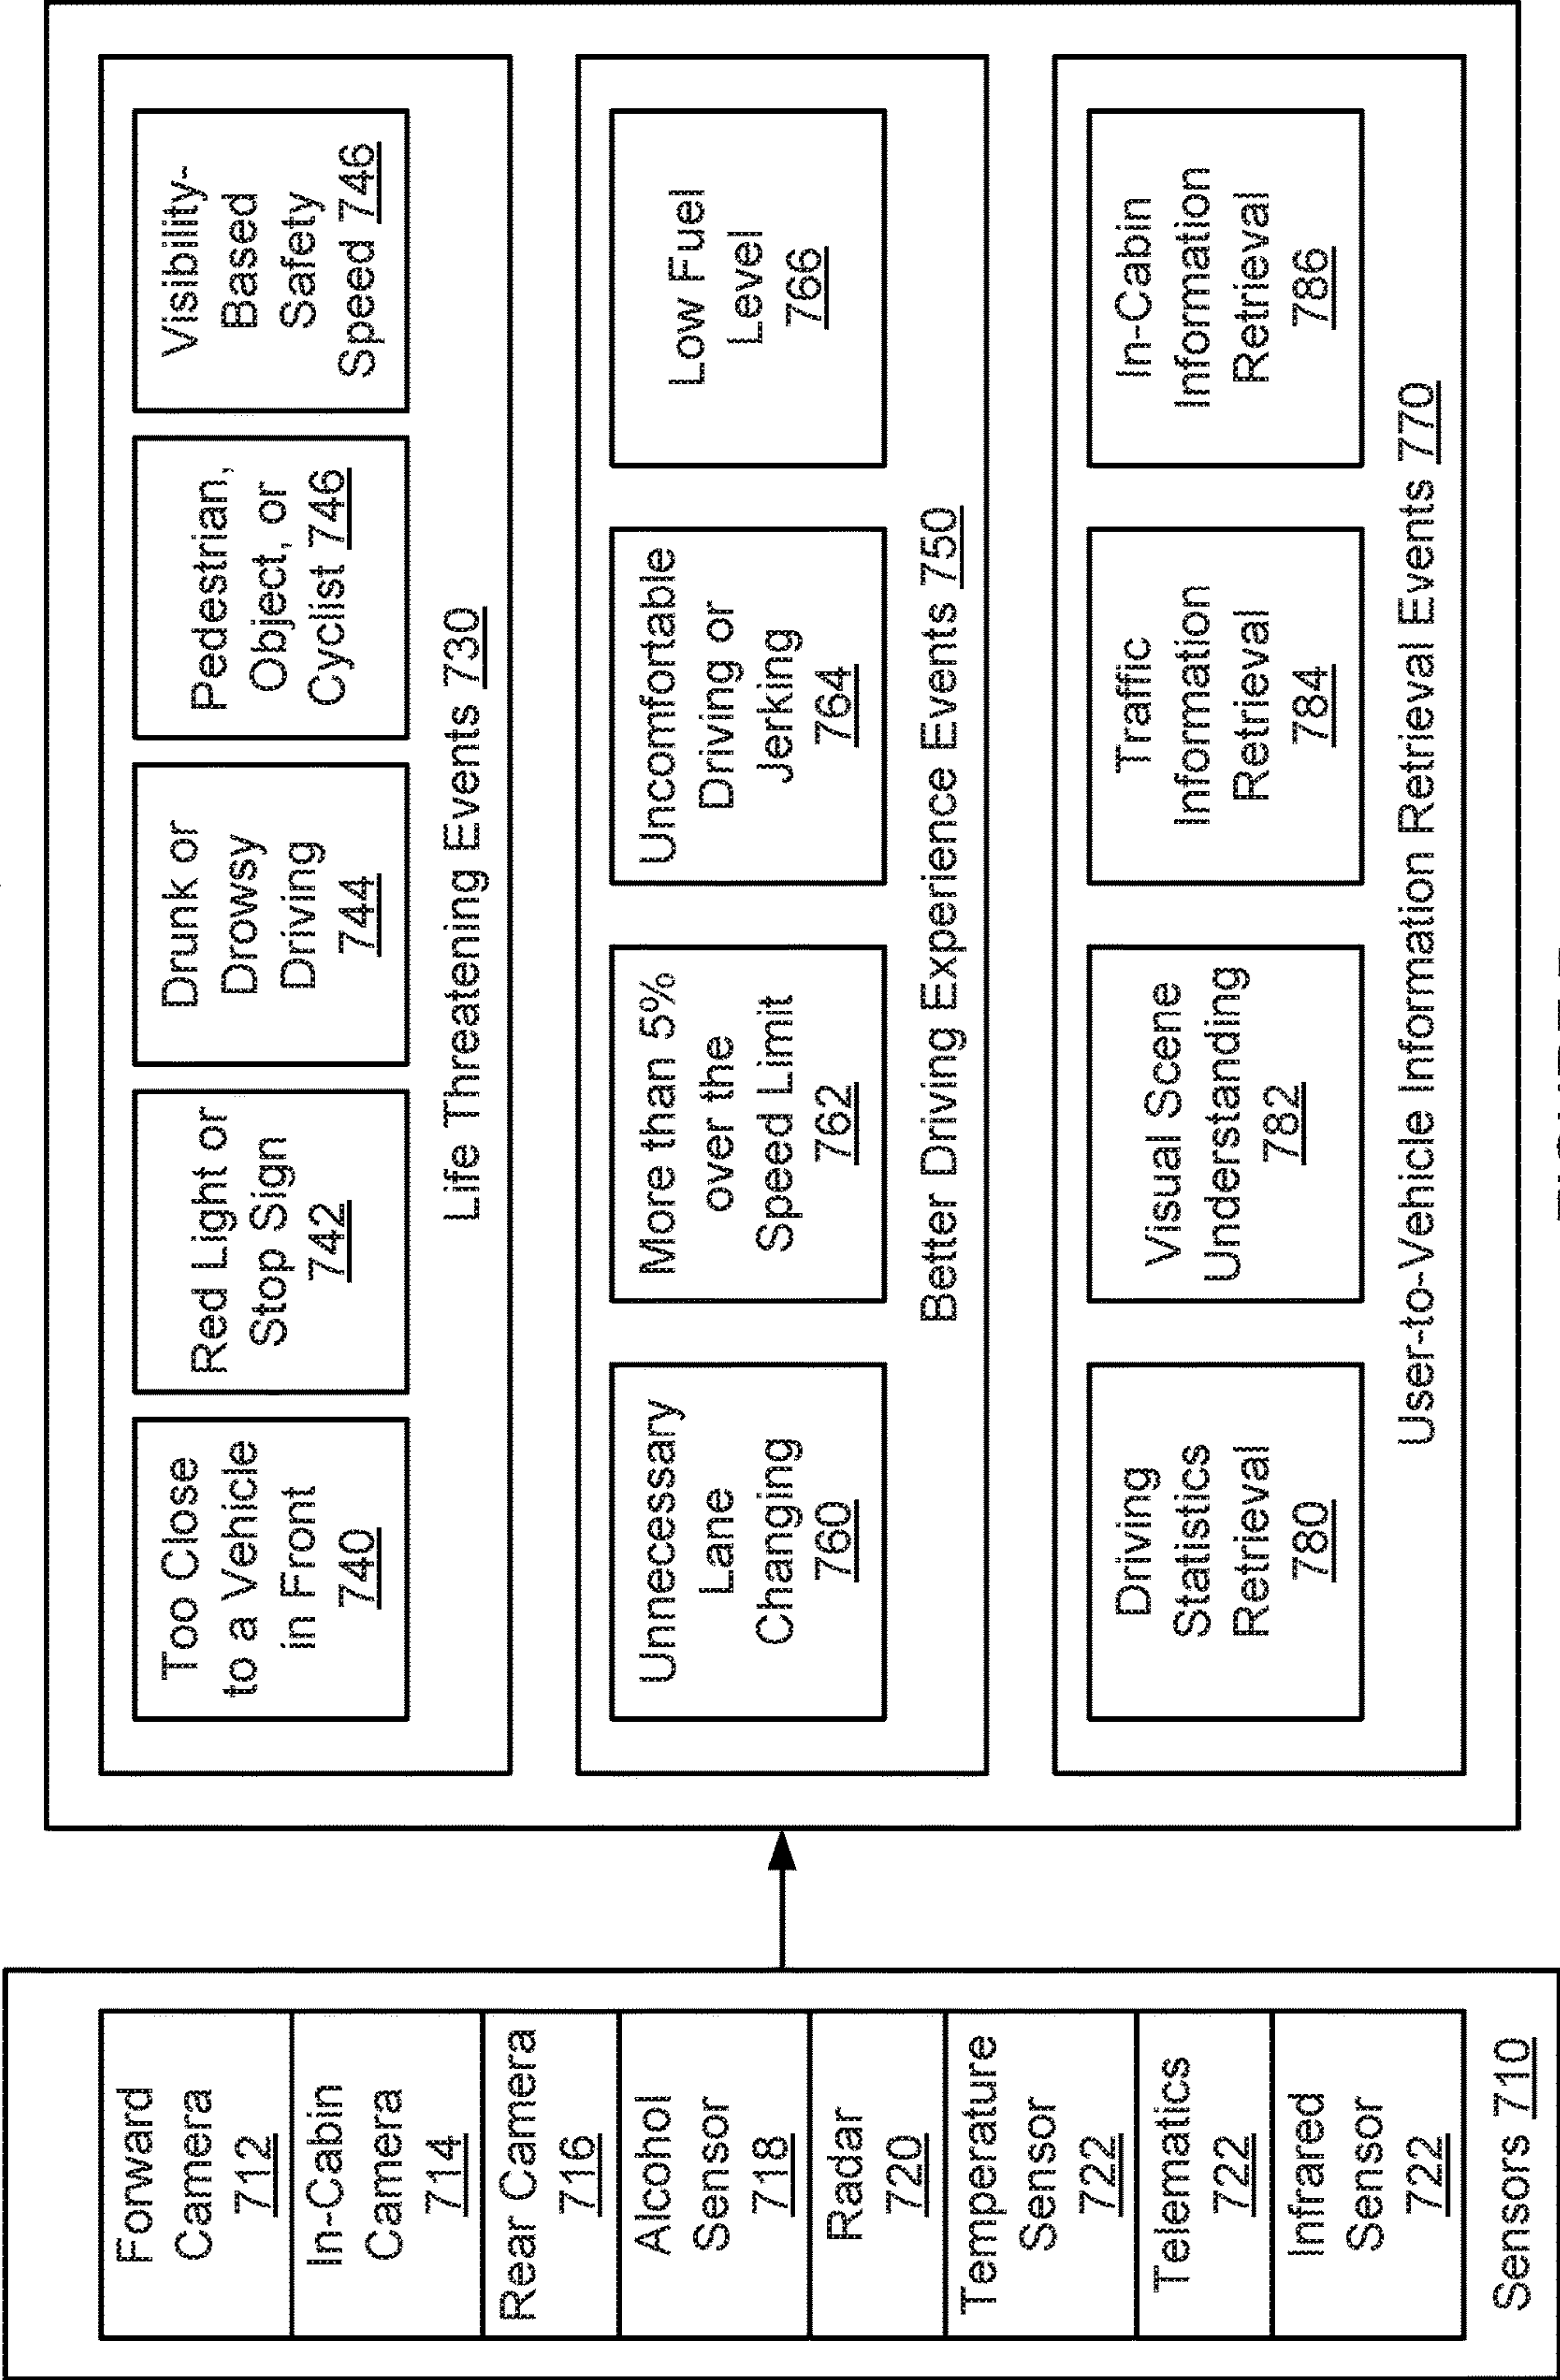 Forward
Camera
712
In-Cabin
Camera
714
Rear Camera
716
Alcohol
Sensor
718
Radar
720
Temperature
Sensor
722
Telematics
722
Infrared
Sensor
722
Sensors 710
Too Close
to a Vehicle
in Front
740
Red Light or
Stop Sign
742
Drunk or
Drowsy
Driving
744
Pedestrian,
Object, or
Cyclist 746
Visibility-
Based
Safety
Speed 746
Life Threatening Events 730
Unnecessary
Lane
Changing
760
More than 5%
over the
Speed Limit
762
Uncomfortable
Driving or
Jerking
764
Low Fuel
Level
766
Better Driving Experience Events 750
Driving
Statistics
Retrieval
780
Visual Scene
Understanding
782
Traffic
Information
Retrieval
784
In-Cabin
Information
Retrieval
786
User-to-Vehicle Information Retrieval Events 770